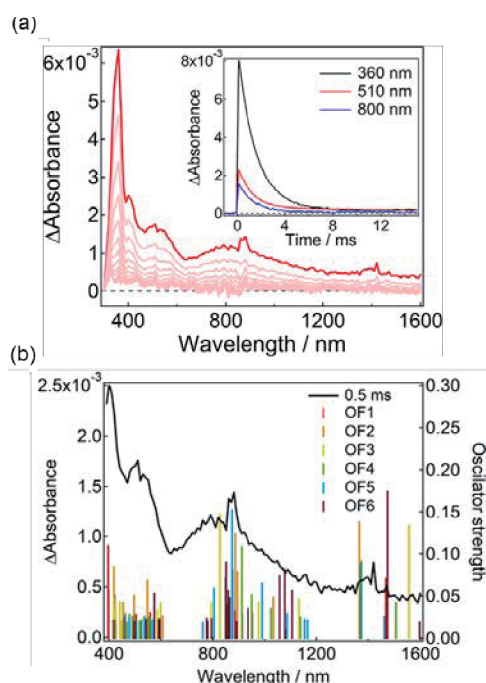 (a)
6x10⁻³
5
4
3
2
1
0
ΔAbsorbance
400
800
1200
1600
Wavelength / nm
8x10⁻³
6
4
2
0
ΔAbsorbance
0
4
8
12
Time / ms
360 nm
510 nm
800 nm
(b)
2.5x10⁻³
2.0
1.5
1.0
0.5
0.0
ΔAbsorbance
0.5 ms
OF1
OF2
OF3
OF4
OF5
OF6
0.30
0.25
0.20
0.15
0.10
0.05
0.00
Oscilator strength
400
800
1200
1600
Wavelength / nm